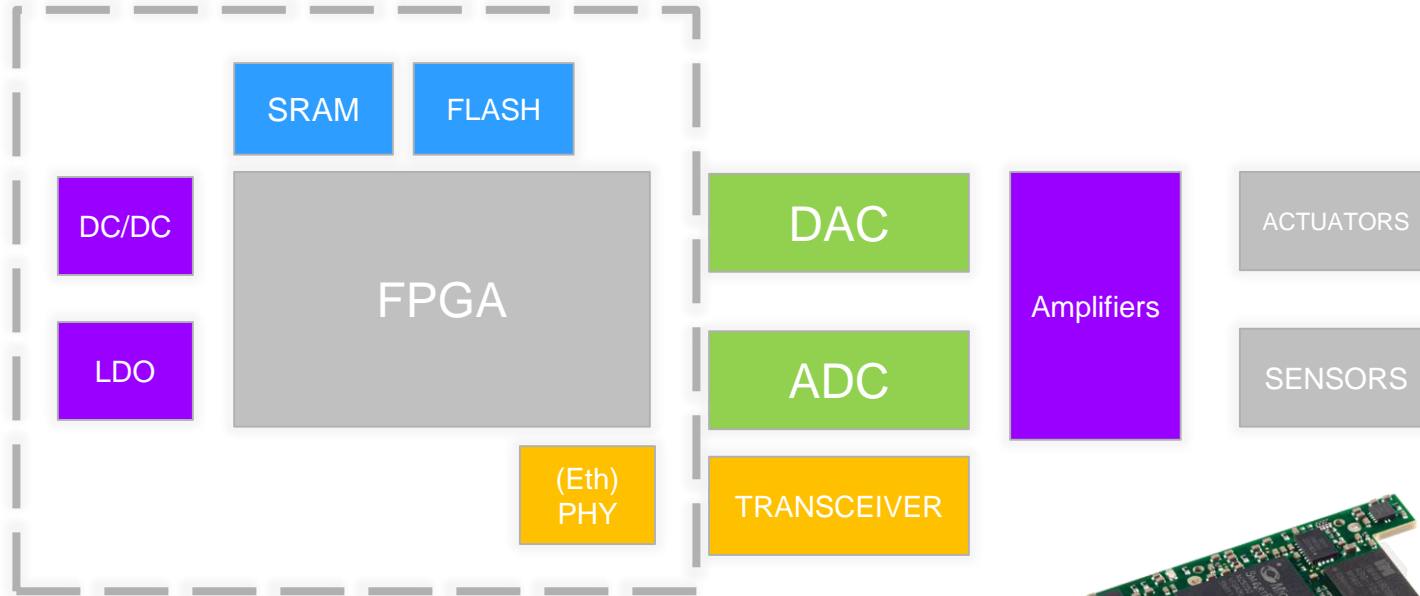 SRAM
FLASH
DC/DC
FPGA
LDO
(Eth)
PHY
DAC
ADC
TRANSCEIVER
Amplifiers
ACTUATORS
SENSORS